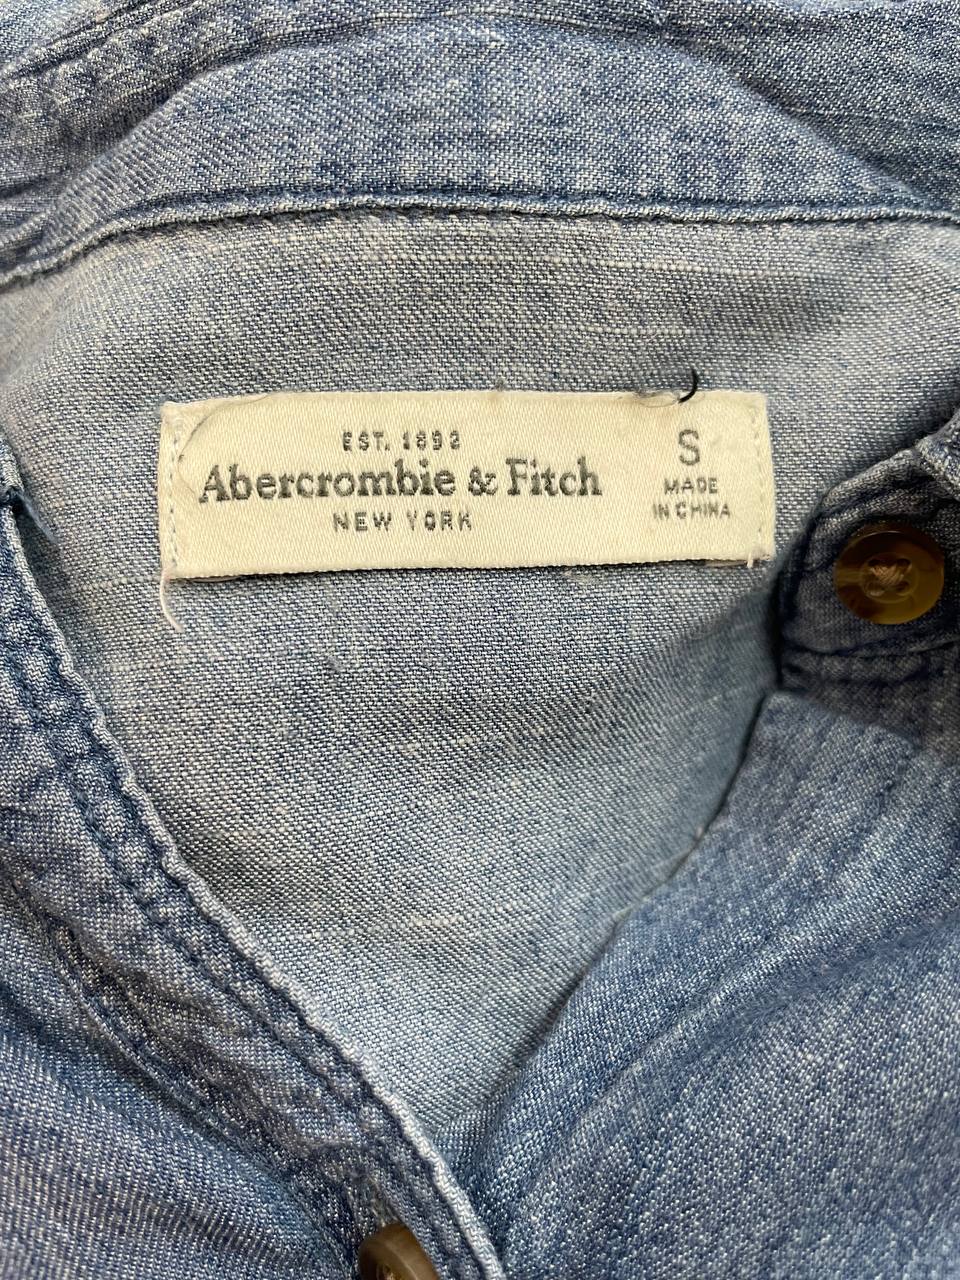 EST. 1892
Abercrombie & Fitch
NEW YORK
S
MADE
IN CHINA